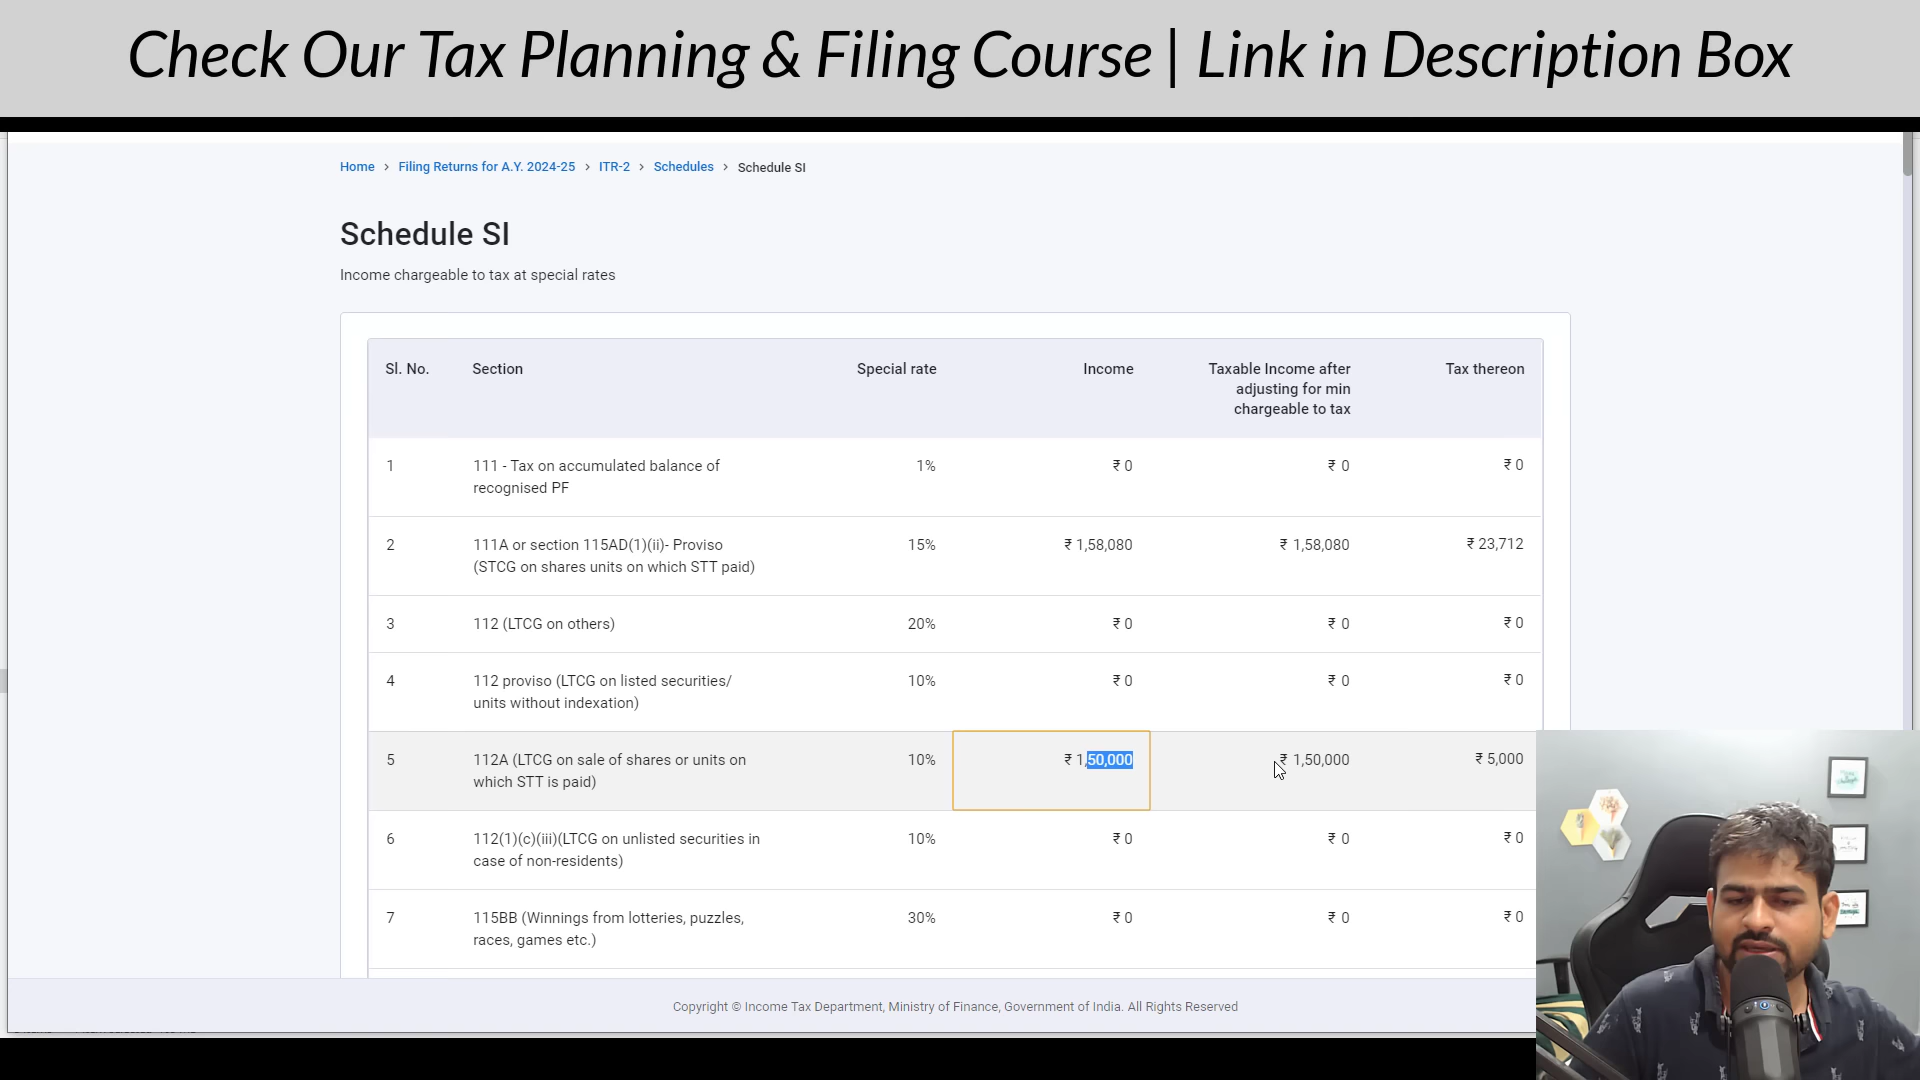 Check Our Tax Planning & Filing Course | Link in Description Box
Home > Filing Returns for A.Y. 2024-25 > ITR-2 > Schedules > Schedule SI
Schedule SI
Income chargeable to tax at special rates
Sl. No. Section Special rate Income Taxable Income after adjusting for min chargeable to tax Tax thereon
1 111 - Tax on accumulated balance of recognised PF 1% ₹ 0 ₹ 0 ₹ 0
2 111A or section 115AD(1)(ii)- Proviso (STCG on shares units on which STT paid) 15% ₹ 1,58,080 ₹ 1,58,080 ₹ 23,712
3 112 (LTCG on others) 20% ₹ 0 ₹ 0 ₹ 0
4 112 proviso (LTCG on listed securities/ units without indexation) 10% ₹ 0 ₹ 0 ₹ 0
5 112A (LTCG on sale of shares or units on which STT is paid) 10% ₹ 1,50,000 ₹ 1,50,000 ₹ 5,000
6 112(1)(c)(iii)(LTCG on unlisted securities in case of non-residents) 10% ₹ 0 ₹ 0 ₹ 0
7 115BB (Winnings from lotteries, puzzles, races, games etc.) 30% ₹ 0 ₹ 0 ₹ 0
Copyright © Income Tax Department, Ministry of Finance, Government of India. All Rights Reserved